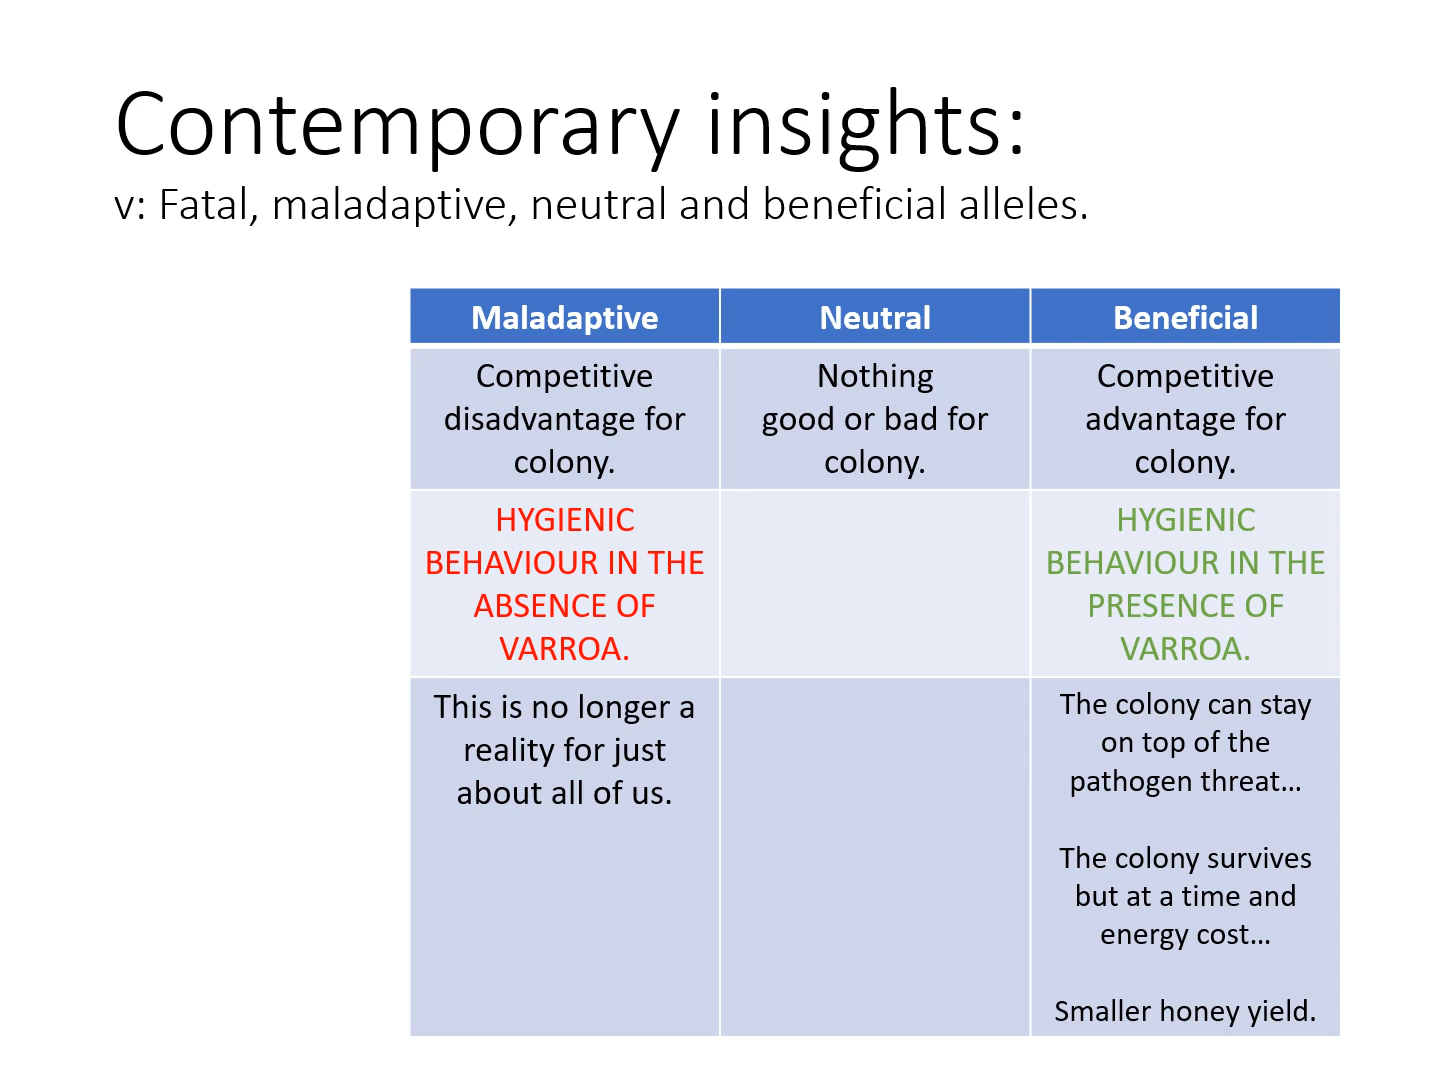 Contemporary insights:
v: Fatal, maladaptive, neutral and beneficial alleles.
Maladaptive
Neutral
Beneficial
Competitive
disadvantage for
colony.
Nothing
good or bad for
colony.
Competitive
advantage for
colony.
HYGIENIC
BEHAVIOUR IN THE
ABSENCE OF
VARROA.
HYGIENIC
BEHAVIOUR IN THE
PRESENCE OF
VARROA.
This is no longer a
reality for just
about all of us.
The colony can stay
on top of the
pathogen threat…
The colony survives
but at a time and
energy cost…
Smaller honey yield.